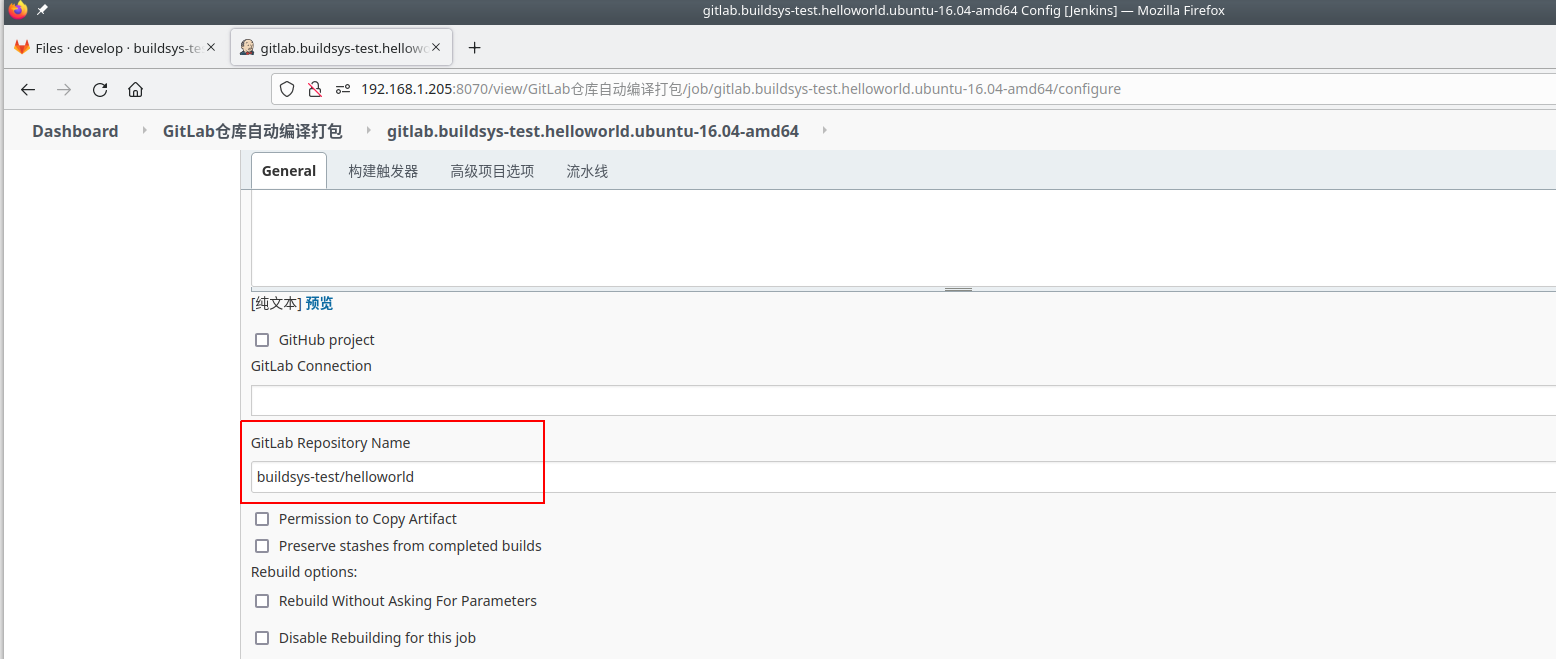 gitlab.buildsys-test.helloworld.ubuntu-16.04-amd64 Config [Jenkins] — Mozilla Firefox
Files · develop · buildsys-te
gitlab.buildsys-test.hellow
192.168.1.205:8070/view/GitLab仓库自动编译打包/job/gitlab.buildsys-test.helloworld.ubuntu-16.04-amd64/configure
Dashboard GitLab仓库自动编译打包 gitlab.buildsys-test.helloworld.ubuntu-16.04-amd64
General 构建触发器 高级项目选项 流水线
[纯文本] 预览
GitHub project
GitLab Connection
GitLab Repository Name
buildsys-test/helloworld
Permission to Copy Artifact
Preserve stashes from completed builds
Rebuild options:
Rebuild Without Asking For Parameters
Disable Rebuilding for this job